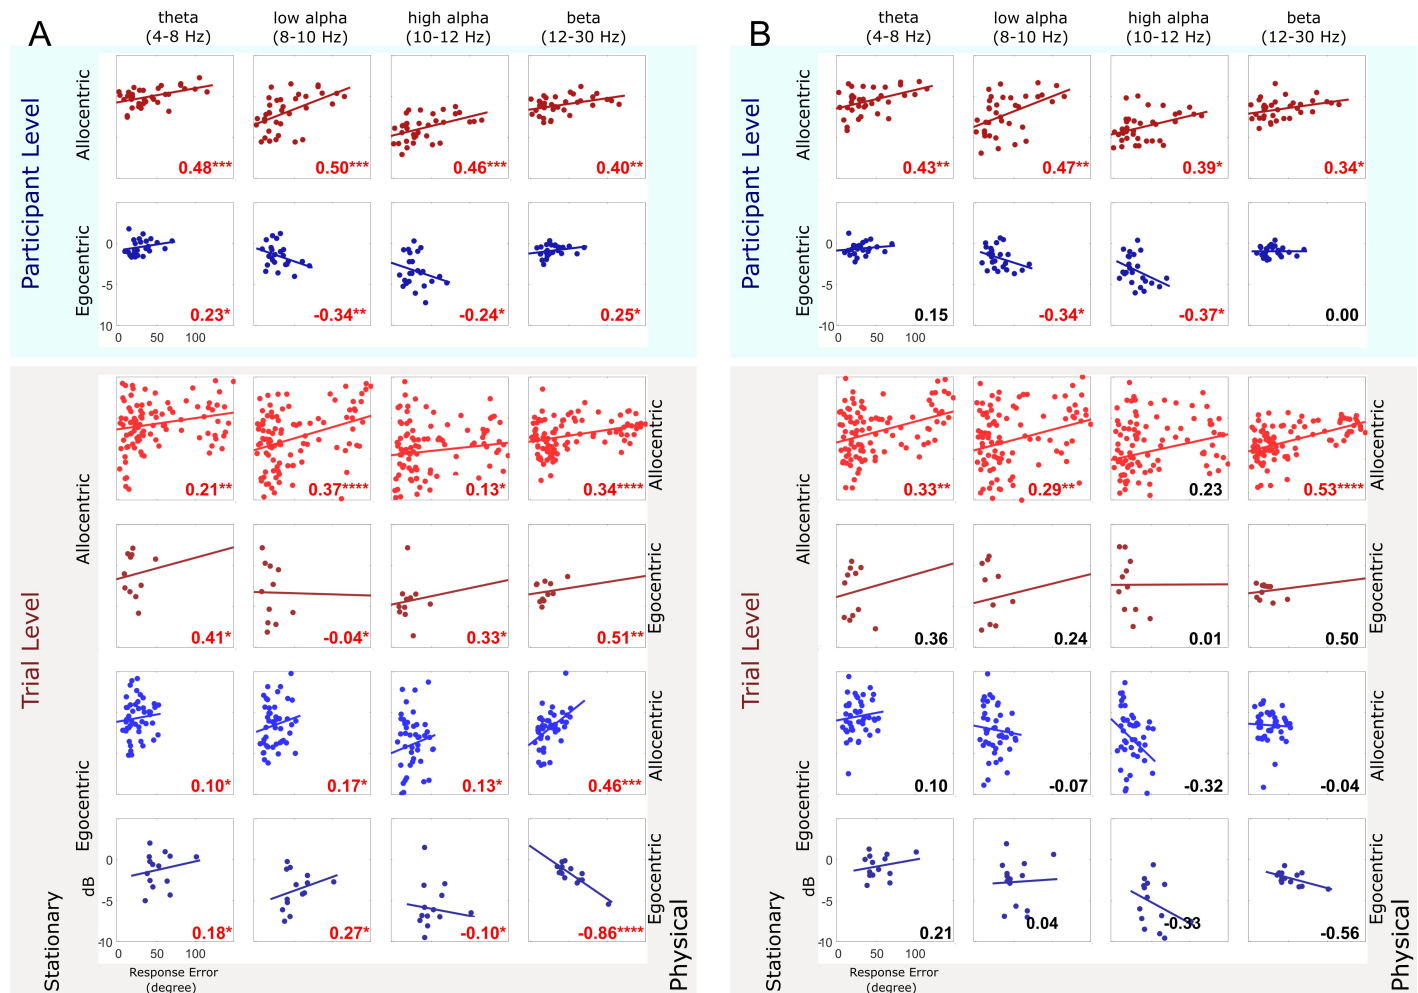 A
theta
(4-8 Hz)
low alpha
(8-10 Hz)
high alpha
(10-12 Hz)
beta
(12-30 Hz)
Participant Level
Allocentric
0.48***
0.50***
0.46***
0.40**
Egocentric
0
-5
10
0.23*
-0.34**
-0.24*
0.25*
0 50 100
Trial Level
Stationary
Physical
Allocentric
Allocentric
0.21**
0.37****
0.13*
0.34****
Egocentric
0.41*
-0.04*
0.33*
0.51**
Egocentric
Allocentric
0.10*
0.17*
0.13*
0.46***
Egocentric
dB
0
-5
-10
0.18*
0.27*
-0.10*
-0.86****
0 50 100
Response Error
(degree)
B
theta
(4-8 Hz)
low alpha
(8-10 Hz)
high alpha
(10-12 Hz)
beta
(12-30 Hz)
Participant Level
Allocentric
0.43**
0.47**
0.39*
0.34*
Egocentric
0
-5
-10
0.15
-0.34*
-0.37*
0.00
0 50 100
Trial Level
Stationary
Physical
Allocentric
Allocentric
0.33**
0.29**
0.23
0.53****
Egocentric
0.36
0.24
0.01
0.50
Egocentric
Allocentric
0.10
-0.07
-0.32
-0.04
Egocentric
dB
0
-5
-10
0.21
0.04
-0.33
-0.56
0 50 100
Response Error
(degree)